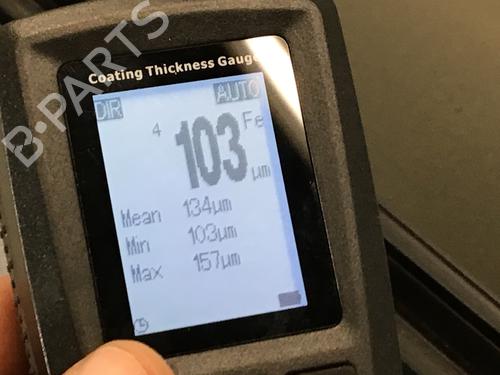 B-PARTS
Coating Thickness Gauge
DIR AUTO
4 103 Fe
µm
Mean 134µm
Min 103µm
Max 157µm